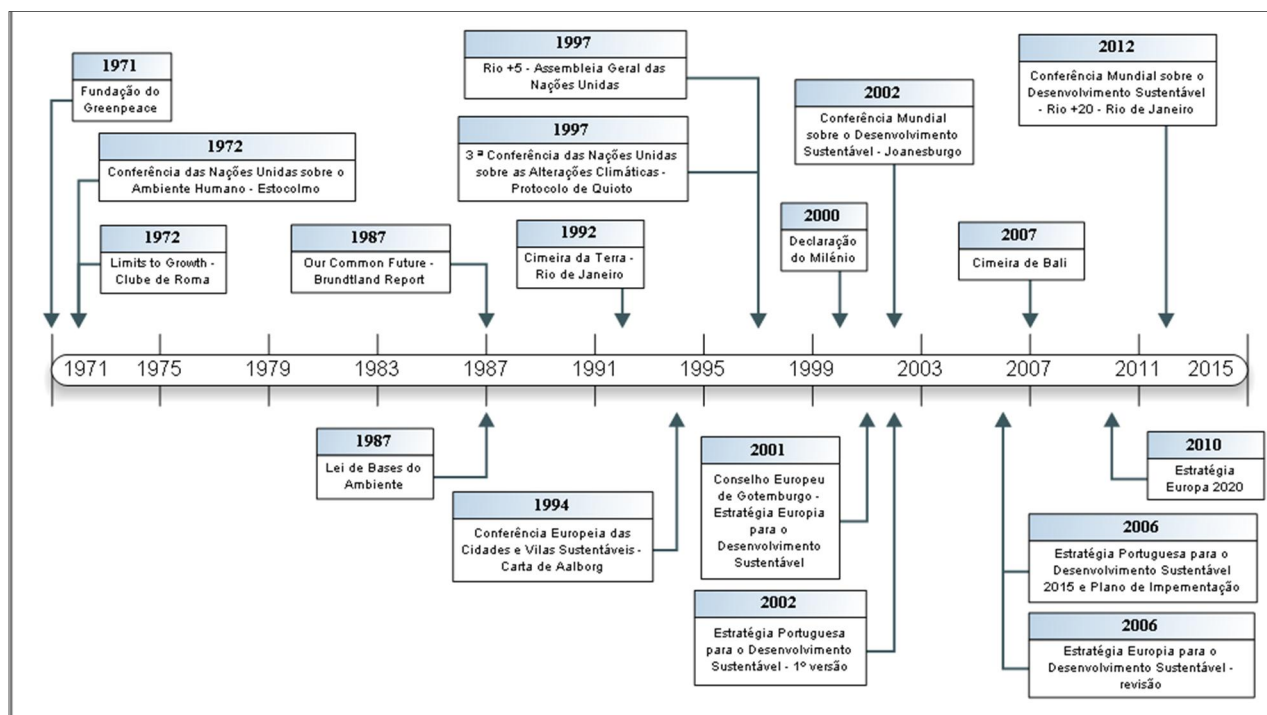 1971
Fundação do
Greenpeace
1972
Conferência das Nações Unidas sobre o
Ambiente Humano - Estocolmo
1972
Limits to Growth -
Clube de Roma
1987
Our Common Future -
Brundtland Report
1997
Rio +5 - Assembleia Geral das
Nações Unidas
1997
3 ª Conferência das Nações Unidas
sobre as Alterações Climáticas -
Protocolo de Quioto
1992
Cimeira da Terra -
Rio de Janeiro
2002
Conferência Mundial
sobre o Desenvolvimento
Sustentável - Joanesburgo
2000
Declaração
do Milénio
2007
Cimeira de Bali
2012
Conferência Mundial sobre o
Desenvolvimento Sustentável
- Rio +20 - Rio de Janeiro
1971 1975 1979 1983 1987 1991 1995 1999 2003 2007 2011 2015
1987
Lei de Bases do
Ambiente
1994
Conferência Europeia das
Cidades e Vilas Sustentáveis -
Carta de Aalborg
2001
Conselho Europeu
de Gotemburgo -
Estratégia Europia
para o
Desenvolvimento
Sustentável
2002
Estratégia Portuguesa
para o Desenvolvimento
Sustentável - 1º versão
2010
Estratégia
Europa 2020
2006
Estratégia Portuguesa para o
Desenvolvimento Sustentável
2015 e Plano de Impementação
2006
Estratégia Europia para o
Desenvolvimento Sustentável -
revisão